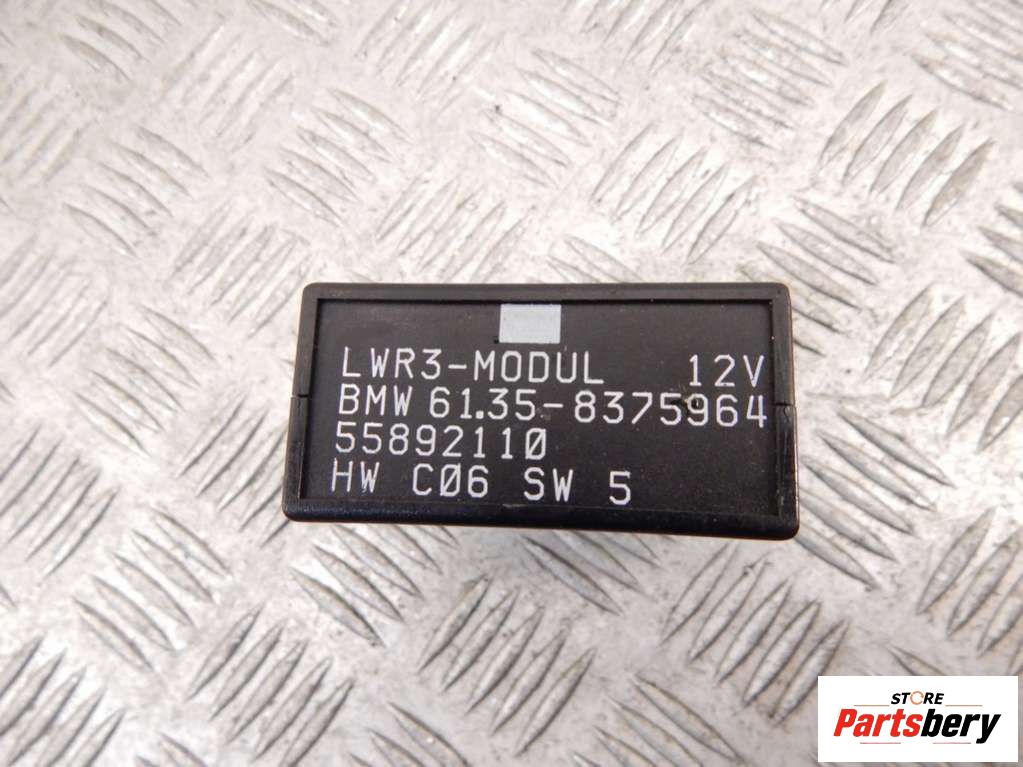 LWR3-MODUL 12V
BMW 61.35-8375964
55892110
HW C06 SW 5
STORE
Partsbery